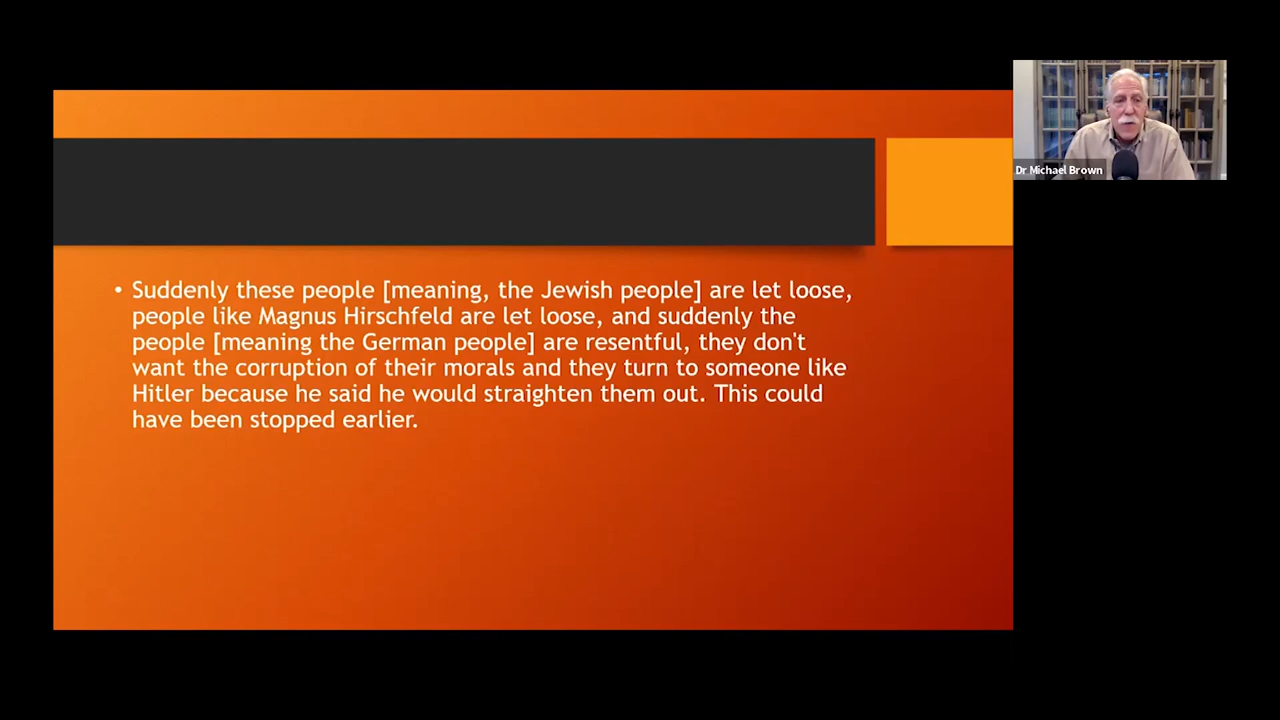 Dr Michael Brown
• Suddenly these people [meaning, the Jewish people] are let loose,
people like Magnus Hirschfeld are let loose, and suddenly the
people [meaning the German people] are resentful, they don't
want the corruption of their morals and they turn to someone like
Hitler because he said he would straighten them out. This could
have been stopped earlier.